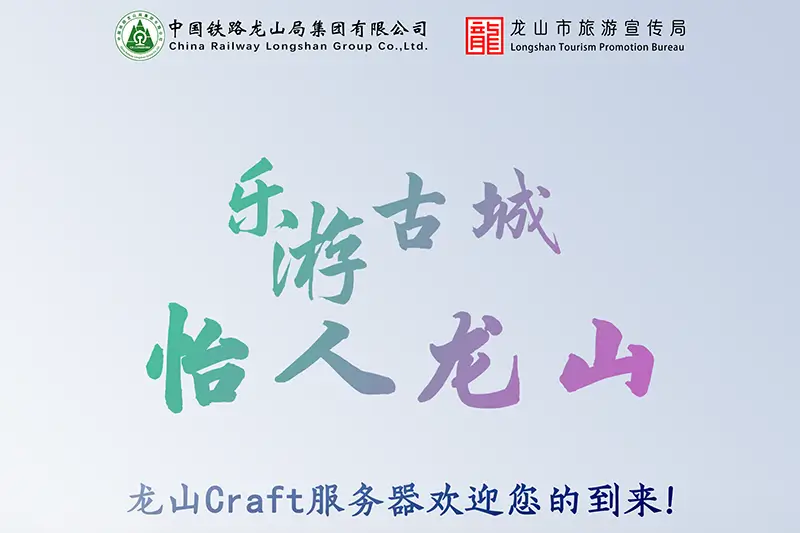 中国铁路龙山局集团有限公司
China Railway Longshan Group Co.,Ltd.
龍
龙山市旅游宣传局
Longshan Tourism Promotion Bureau
乐游古城
怡人龙山
龙山Craft服务器欢迎您的到来!